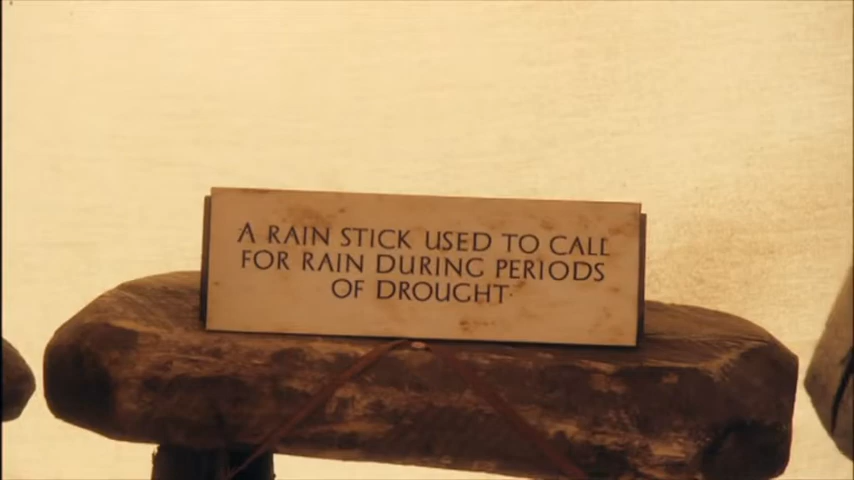 A RAIN STICK USED TO CALL
FOR RAIN DURING PERIODS
OF DROUGHT.